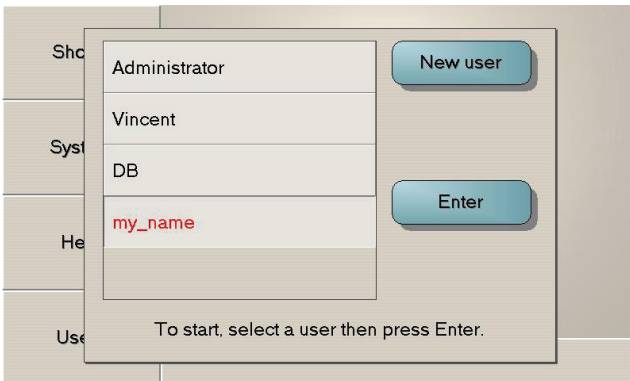 Administrator
New user
Vincent
DB
Enter
my_name
To start, select a user then press Enter.